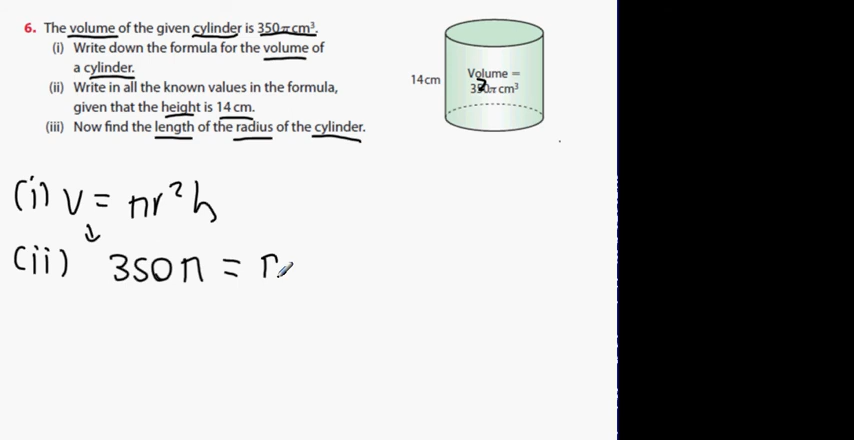 6. The volume of the given cylinder is 350π cm³.
(i) Write down the formula for the volume of
a cylinder.
(ii) Write in all the known values in the formula,
given that the height is 14 cm.
(iii) Now find the length of the radius of the cylinder.
14 cm
Volume =
350π cm³
(i) V = πr²h
(ii) 350π = π